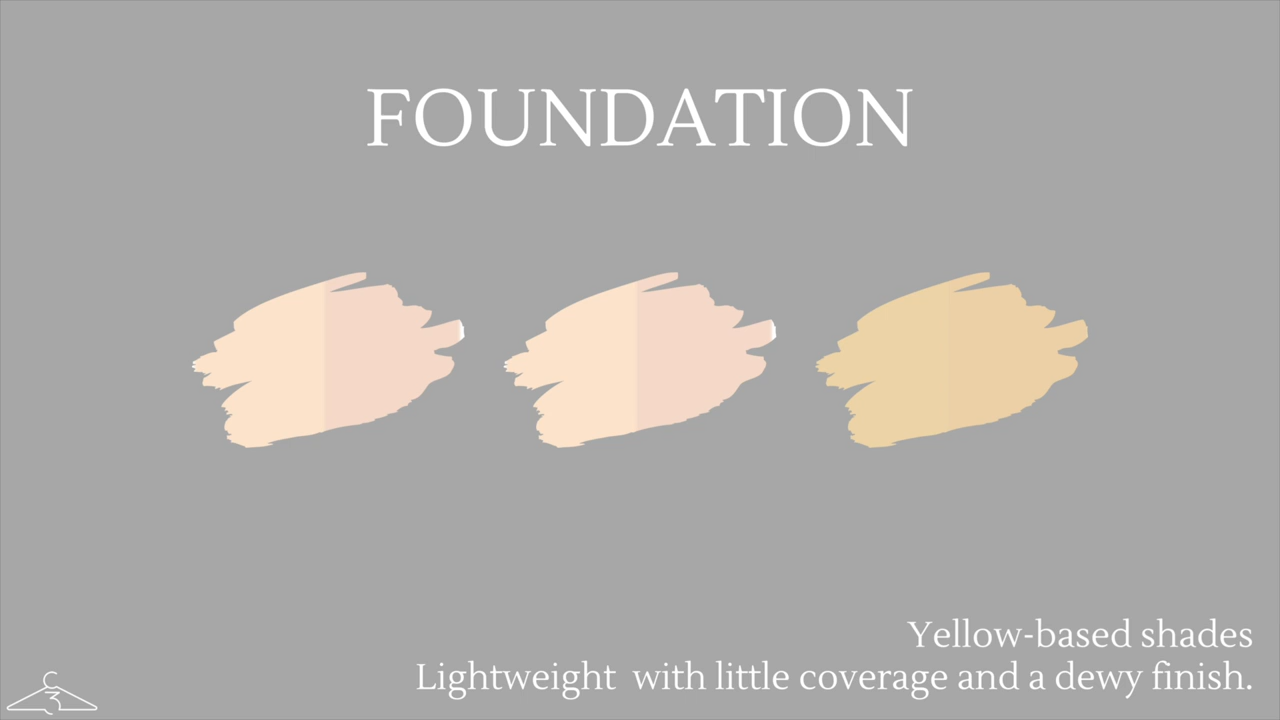 FOUNDATION
Yellow-based shades
Lightweight with little coverage and a dewy finish.